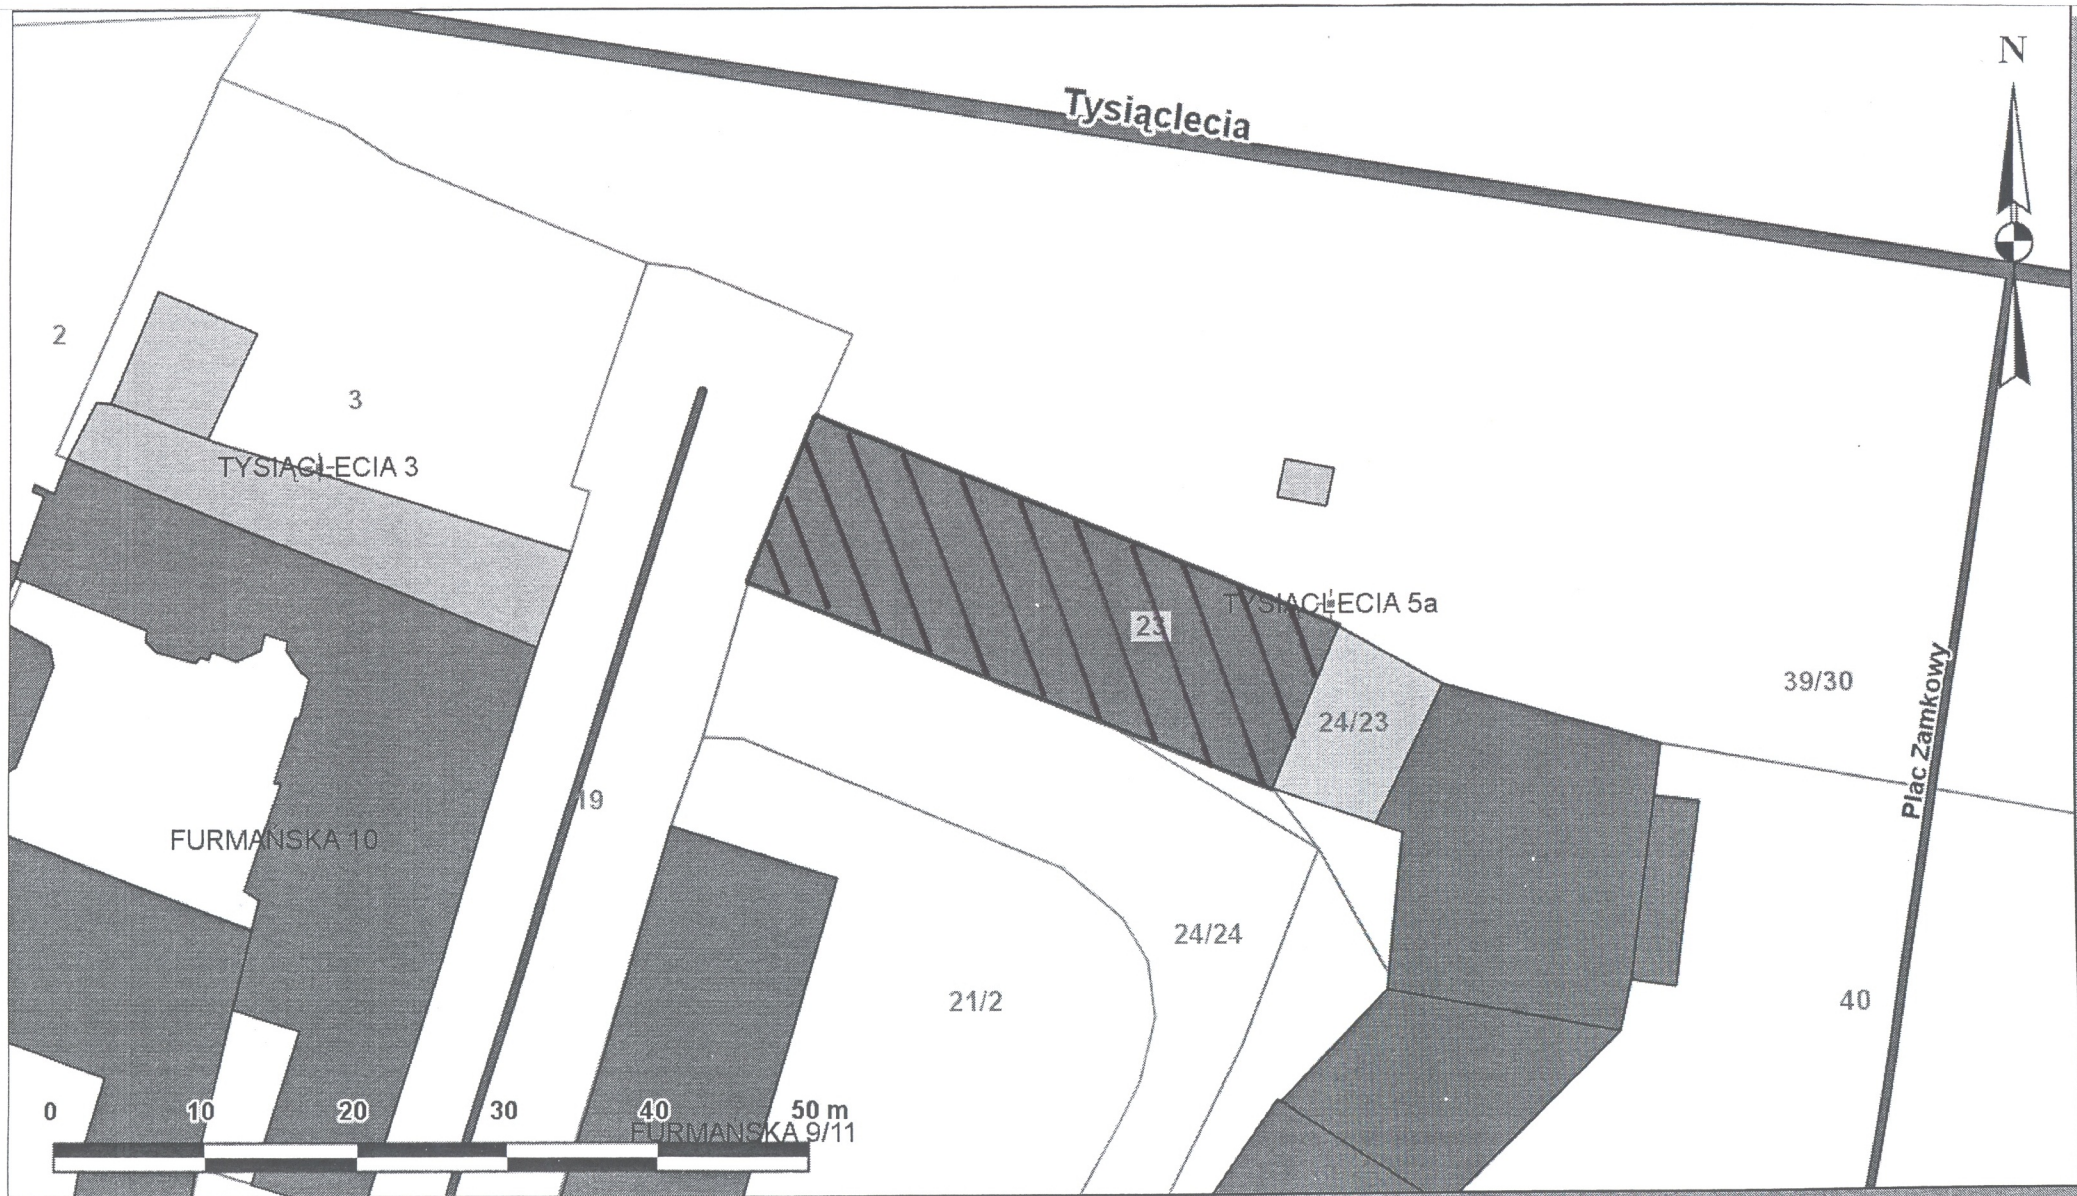 N
Tysiąclecia
2
3
TYSIĄCLECIA 3
TYSIĄCLECIA 5a
23
39/30
24/23
Plac Zamkowy
19
FURMAŃSKA 10
24/24
21/2
40
0 10 20 30 40 50 m
FURMAŃSKA 9/11